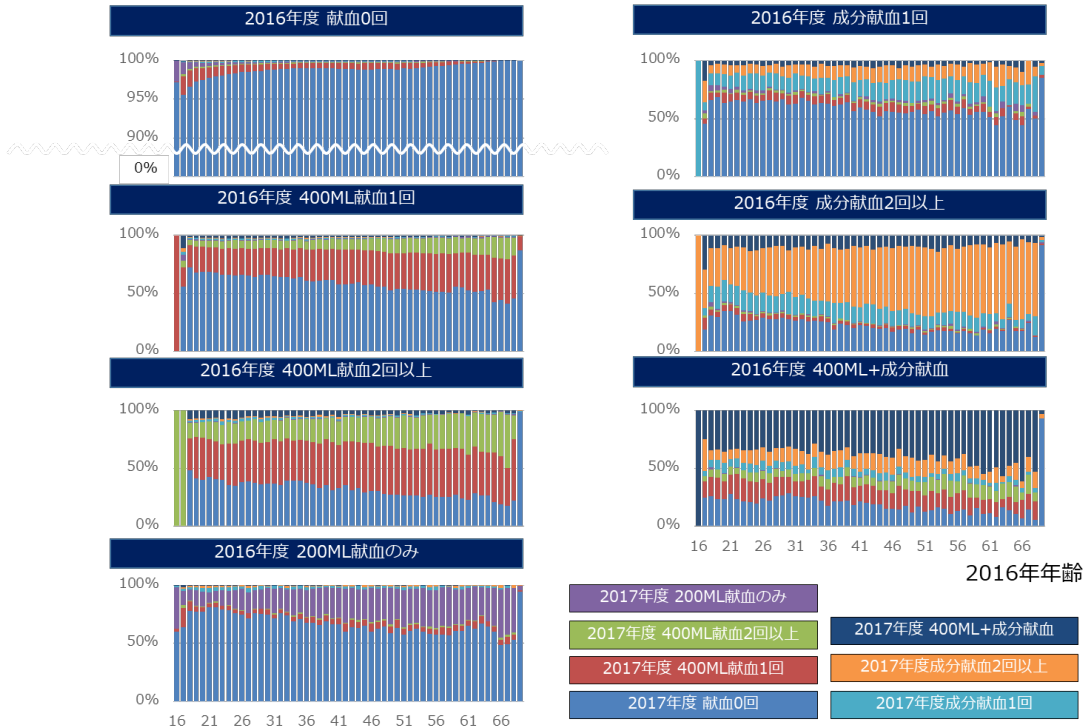 2016年度 献血0回
100%
95%
90%
0%
2016年度 400ML献血1回
100%
50%
0%
2016年度 400ML献血2回以上
100%
50%
0%
2016年度 200ML献血のみ
100%
50%
0%
16 21 26 31 36 41 46 51 56 61 66
2016年度 成分献血1回
100%
50%
0%
2016年度 成分献血2回以上
100%
50%
0%
2016年度 400ML+成分献血
100%
50%
0%
16 21 26 31 36 41 46 51 56 61 66
2016年年齢
2017年度 200ML献血のみ
2017年度 400ML献血2回以上
2017年度 400ML献血1回
2017年度 献血0回
2017年度 400ML+成分献血
2017年度成分献血2回以上
2017年度成分献血1回